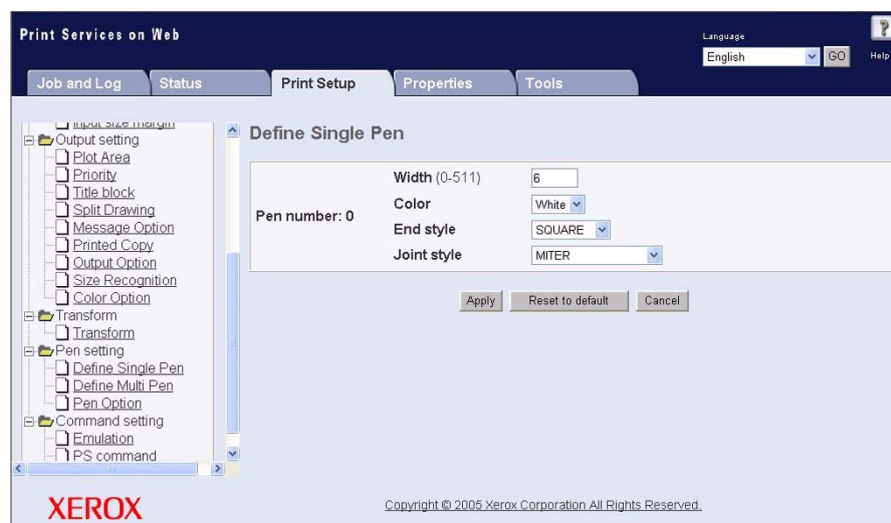 Print Services on Web
Language
English GO Help
Job and Log Status Print Setup Properties Tools
Input size margin
Output setting
Plot Area
Priority
Title block
Split Drawing
Message Option
Printed Copy
Output Option
Size Recognition
Color Option
Transform
Transform
Pen setting
Define Single Pen
Define Multi Pen
Pen Option
Command setting
Emulation
PS command
Define Single Pen
Pen number: 0
Width (0-511) 6
Color White
End style SQUARE
Joint style MITER
Apply Reset to default Cancel
XEROX
Copyright © 2005 Xerox Corporation All Rights Reserved.